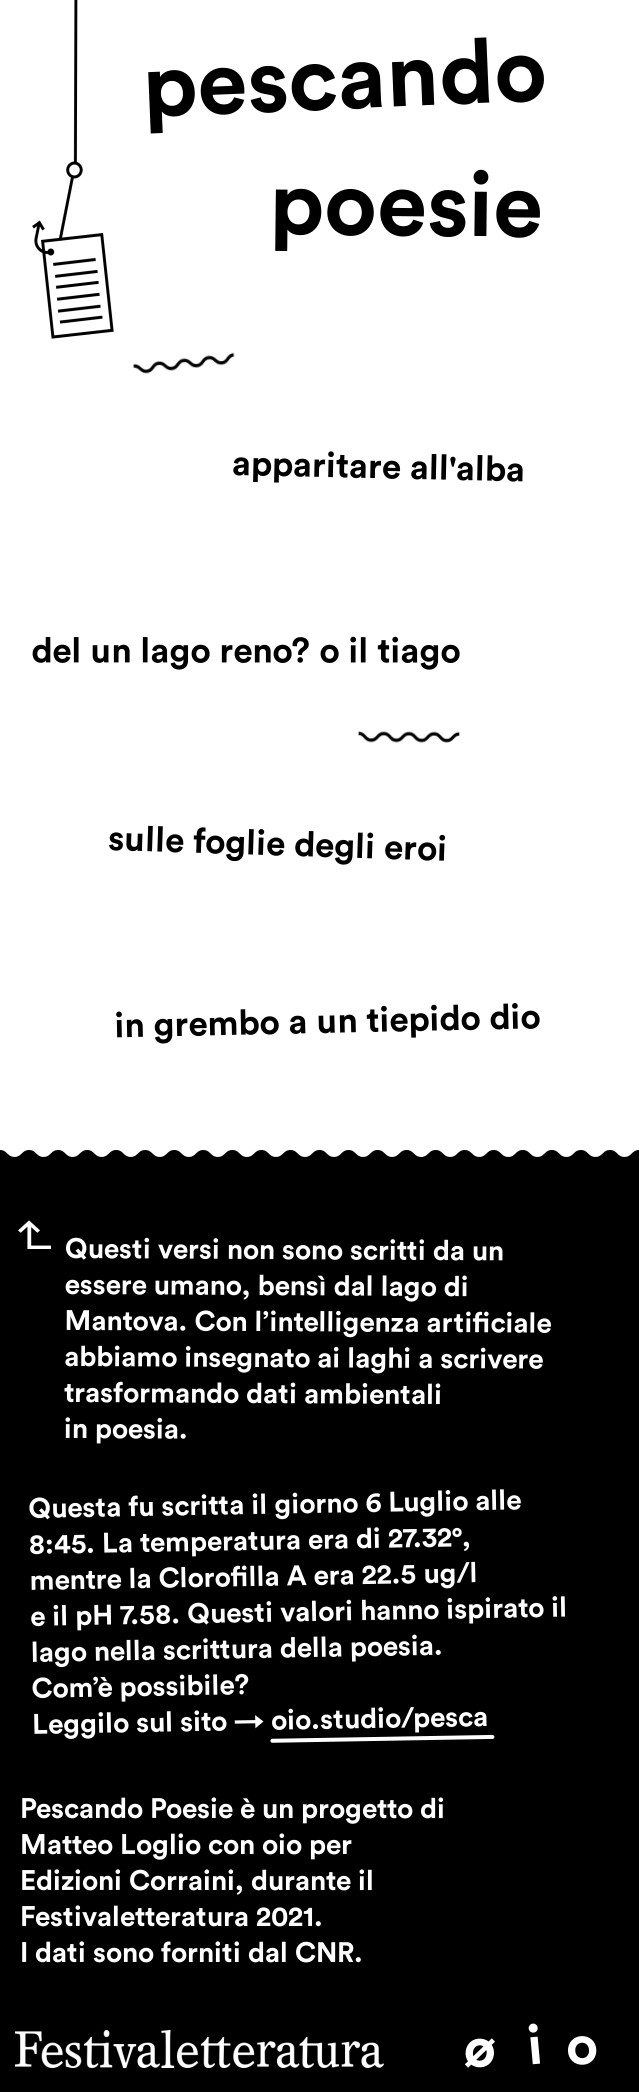 pescando
poesie
apparitare all'alba
del un lago reno? o il tiago
sulle foglie degli eroi
in grembo a un tiepido dio
Questi versi non sono scritti da un
essere umano, bensì dal lago di
Mantova. Con l’intelligenza artificiale
abbiamo insegnato ai laghi a scrivere
trasformando dati ambientali
in poesia.
Questa fu scritta il giorno 6 Luglio alle
8:45. La temperatura era di 27.32°,
mentre la Clorofilla A era 22.5 ug/l
e il pH 7.58. Questi valori hanno ispirato il
lago nella scrittura della poesia.
Com’è possibile?
Leggilo sul sito → oio.studio/pesca
Pescando Poesie è un progetto di
Matteo Loglio con oio per
Edizioni Corraini, durante il
Festivaletteratura 2021.
I dati sono forniti dal CNR.
Festivaletteratura ø i o